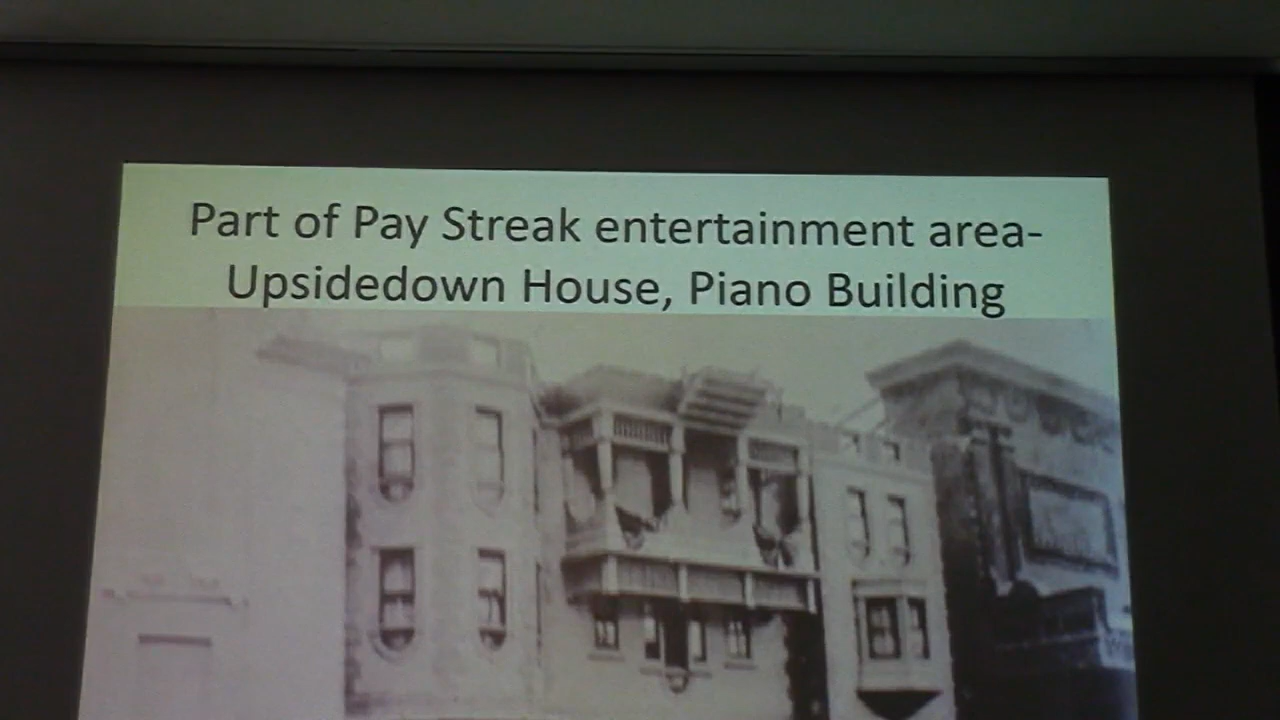 Part of Pay Streak entertainment area-
Upsidedown House, Piano Building